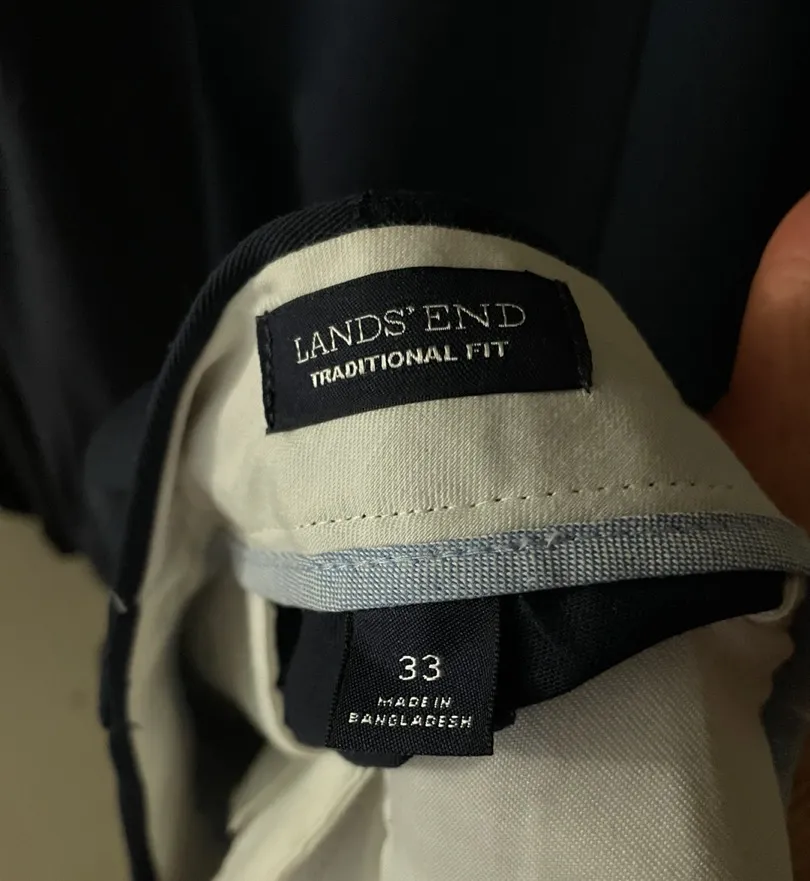 LANDS' END
TRADITIONAL FIT
33
MADE IN
BANGLADESH